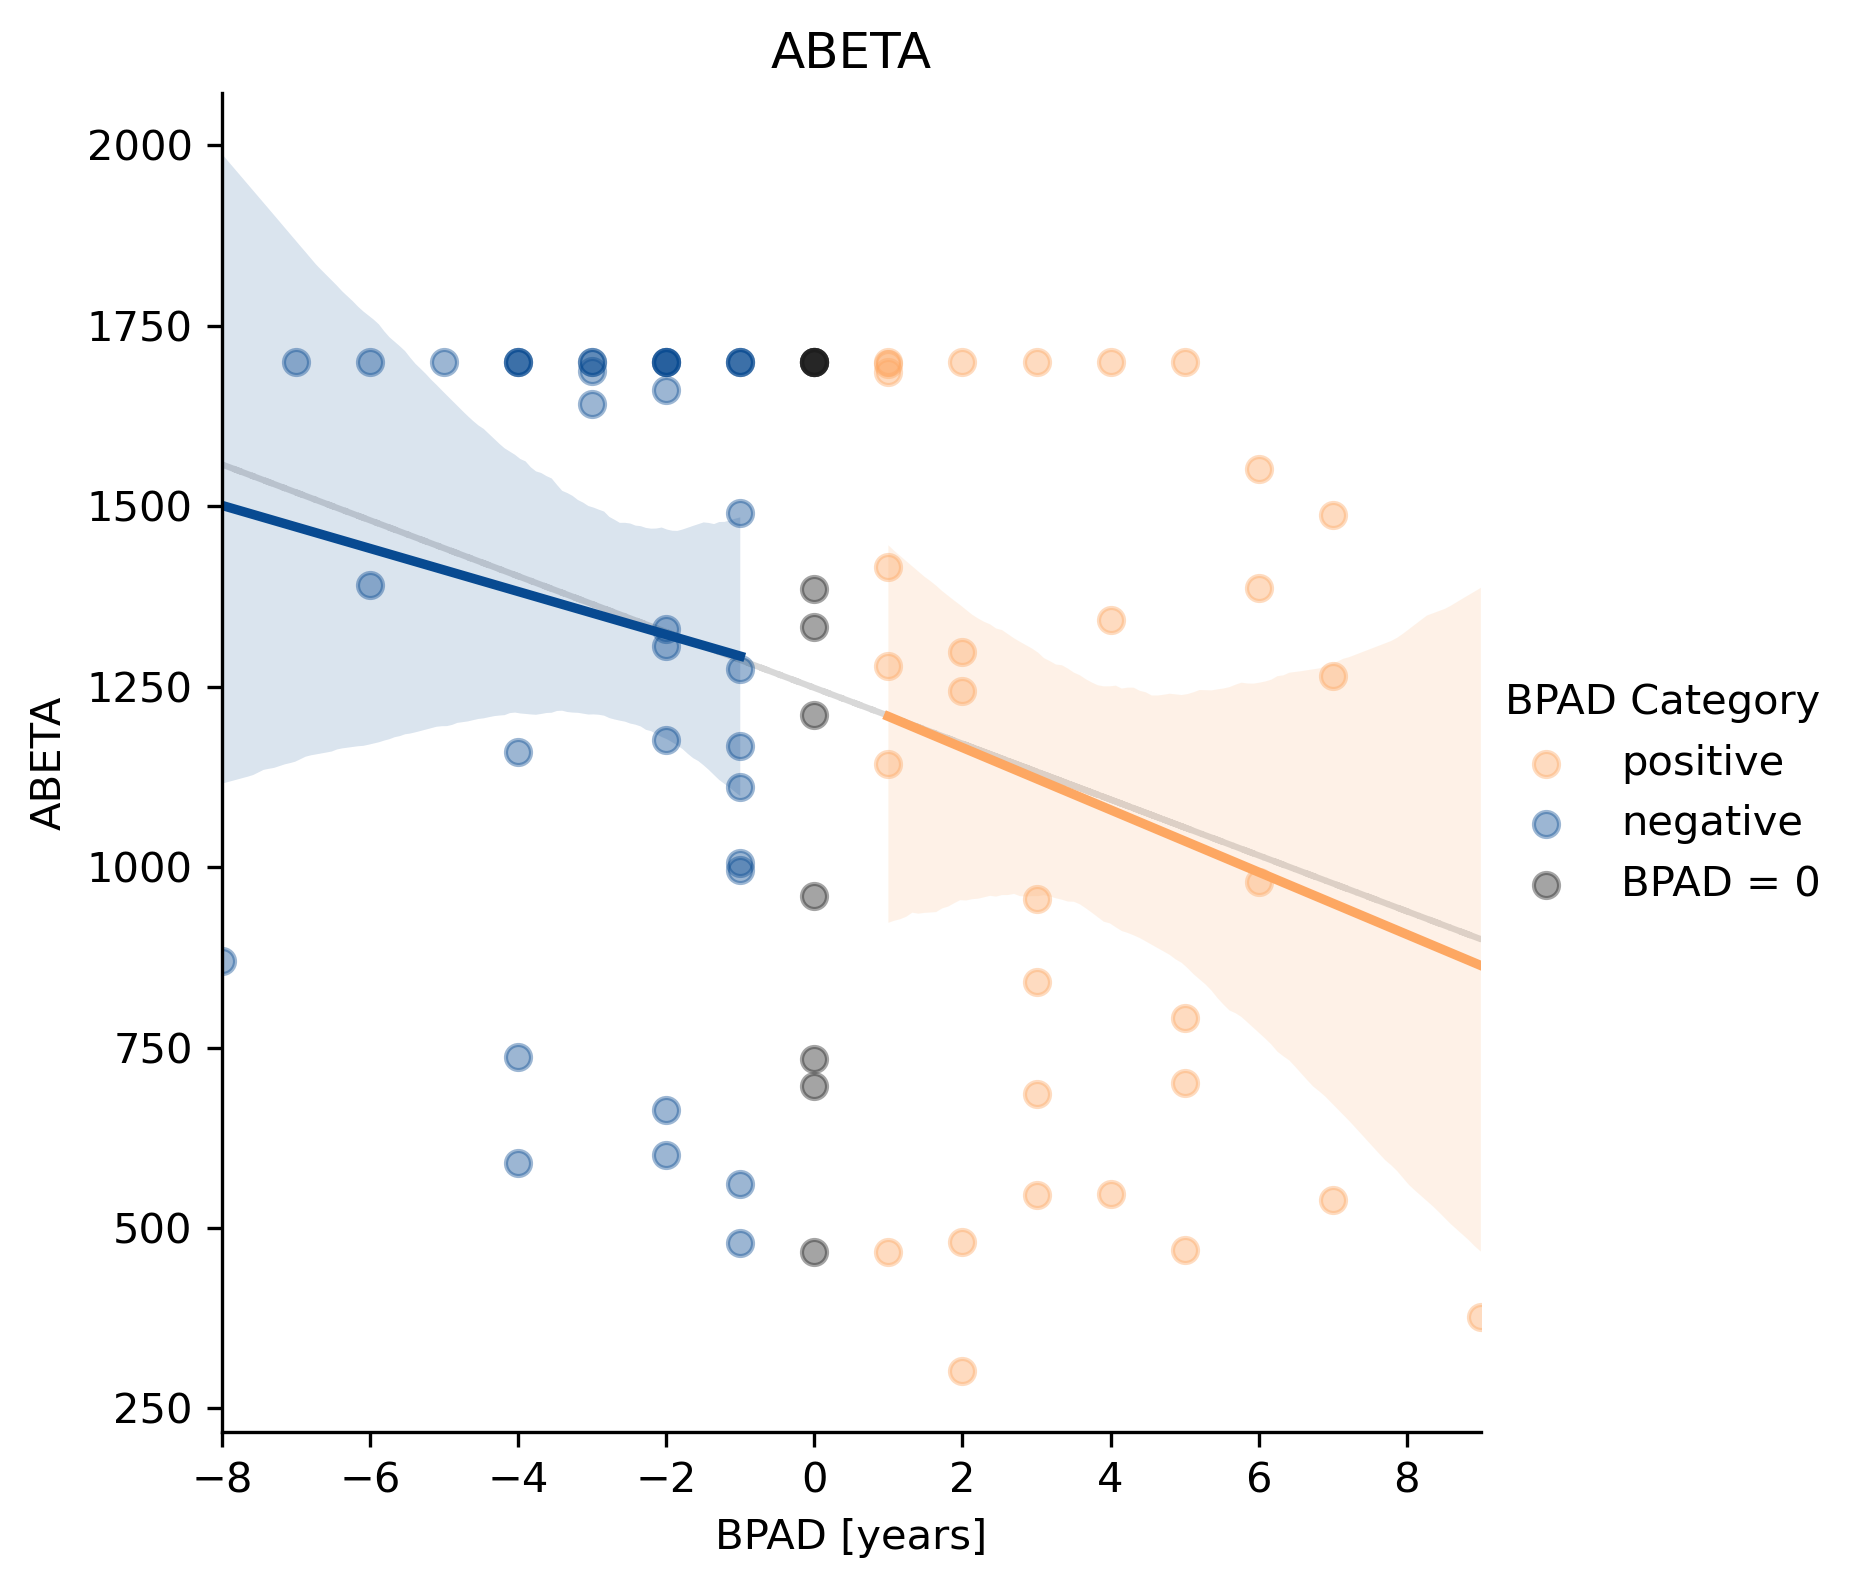 ABETA
2000
1750
1500
1250
1000
750
500
250
ABETA
−8 −6 −4 −2 0 2 4 6 8
BPAD [years]
BPAD Category
positive
negative
BPAD = 0